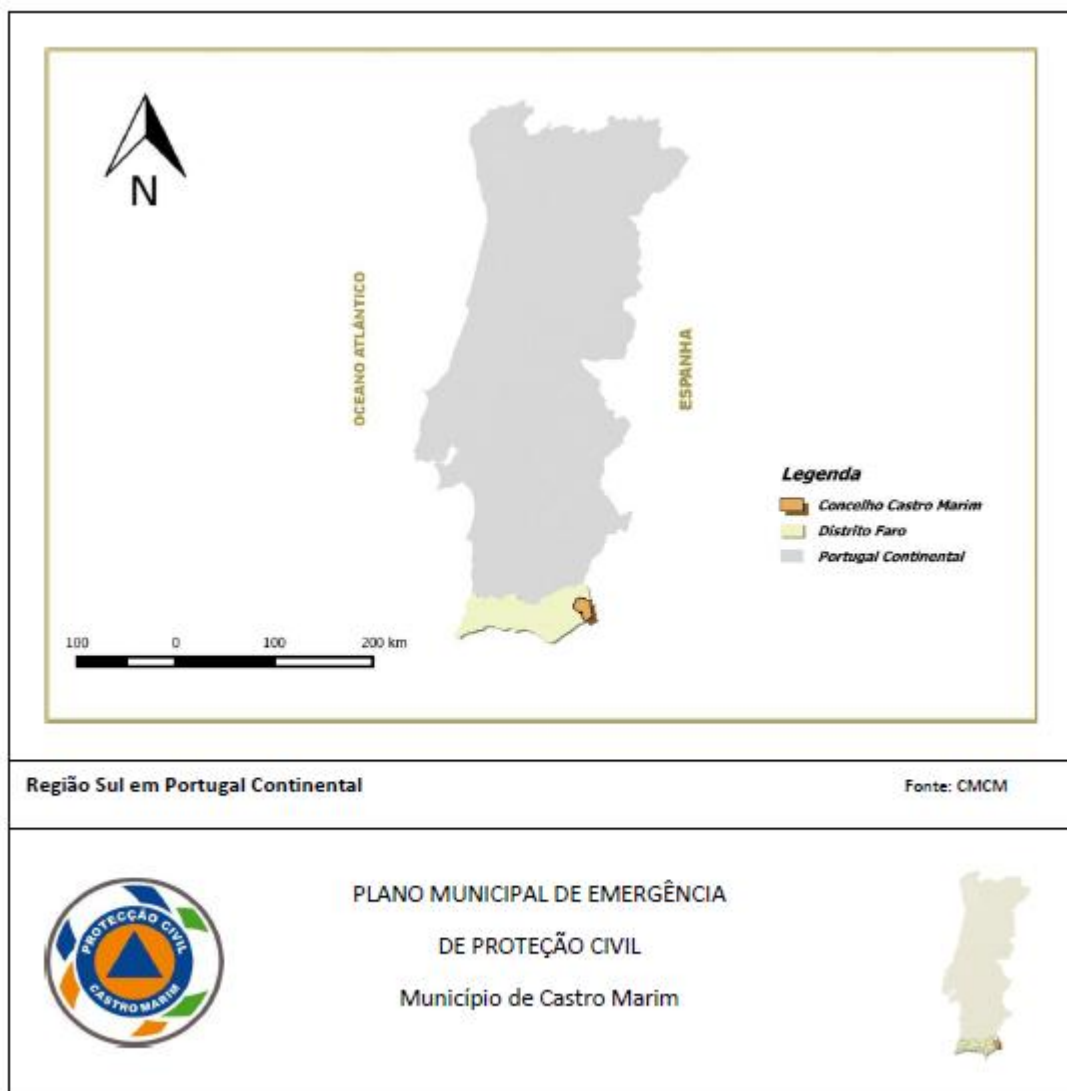 N
OCEANO ATLÂNTICO
ESPANHA
Legenda
Concelho Castro Marim
Distrito Faro
Portugal Continental
100 0 100 200 km
Região Sul em Portugal Continental
Fonte: CMCM
PROTECÇÃO CIVIL
CASTRO MARIM
PLANO MUNICIPAL DE EMERGÊNCIA
DE PROTEÇÃO CIVIL
Município de Castro Marim